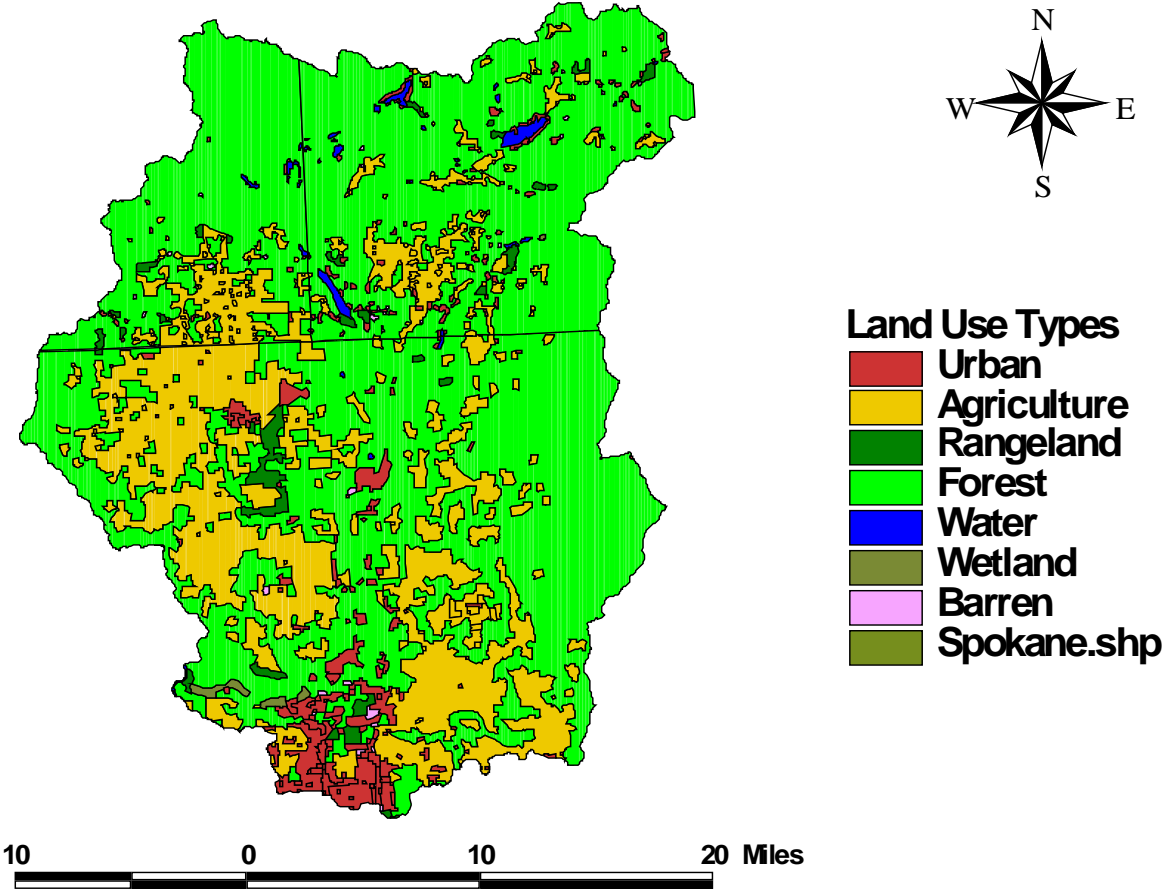 N
W E
S
Land Use Types
Urban
Agriculture
Rangeland
Forest
Water
Wetland
Barren
Spokane.shp
10 0 10 20 Miles